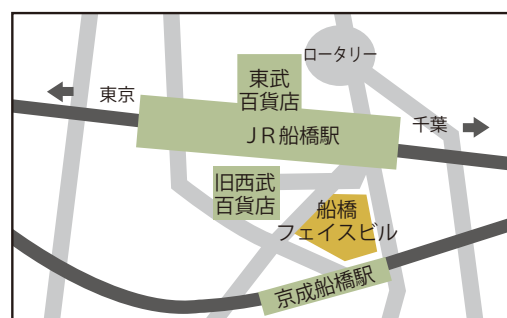 ロータリー
東武
百貨店
東京
千葉
JR船橋駅
旧西武
百貨店
船橋
フェイスビル
京成船橋駅